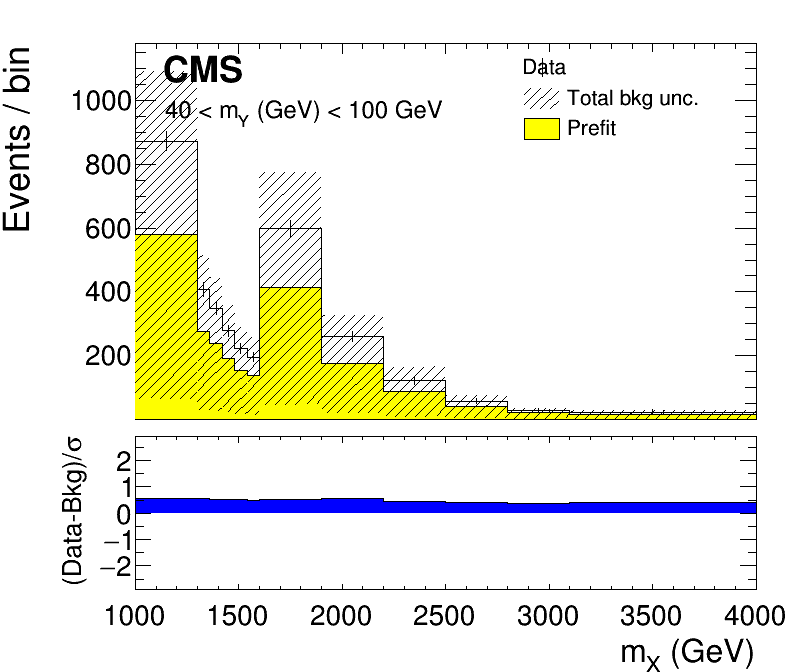 CMS
40 < mY (GeV) < 100 GeV
Data
Total bkg unc.
Prefit
Events / bin
1000
800
600
400
200
(Data-Bkg)/σ
2
1
0
−1
−2
1000 1500 2000 2500 3000 3500 4000
mX (GeV)